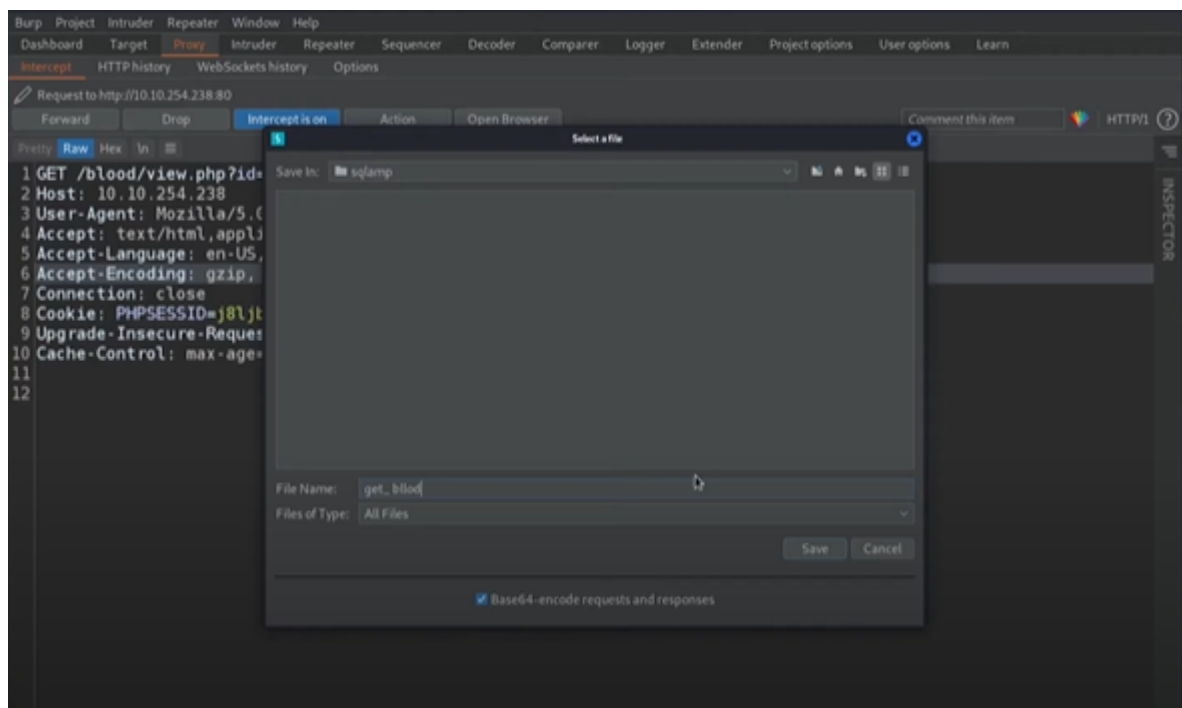 Burp Project Intruder Repeater Window Help
Dashboard Target Proxy Intruder Repeater Sequencer Decoder Comparer Logger Extender Project options User options Learn
Intercept HTTP history WebSockets history Options
Request to http://10.10.254.238:80
Forward Drop Intercept is on Action Open Browser Comment this item HTTP/1 ?
Pretty Raw Hex \n
Select a file
Save In: sqlamp
1 GET /blood/view.php?id=
2 Host: 10.10.254.238
3 User-Agent: Mozilla/5.0
4 Accept: text/html,appli
5 Accept-Language: en-US,
6 Accept-Encoding: gzip,
7 Connection: close
8 Cookie: PHPSESSID=j8ljb
9 Upgrade-Insecure-Reques
10 Cache-Control: max-age=
11
12
INSPECTOR
File Name: get_ bllod
Files of Type: All Files
Save Cancel
Base64-encode requests and responses